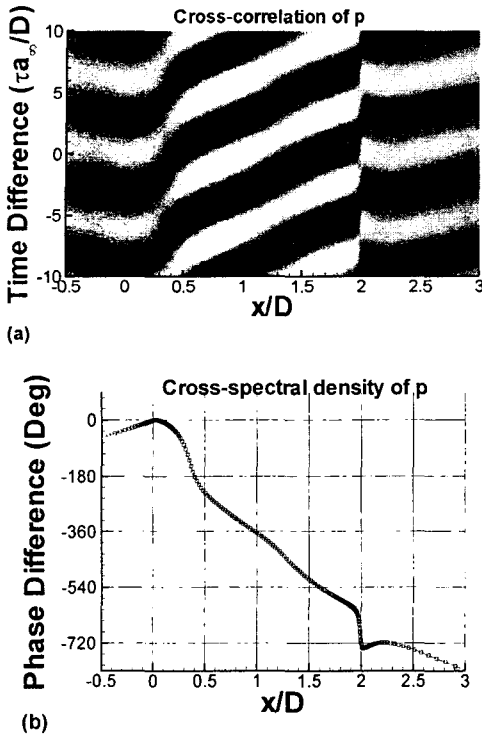 Cross-correlation of p
Time Difference (τa∞/D)
10
5
0
-5
-10
-0.5 0 0.5 1 1.5 2 2.5 3
x/D
(a)
Cross-spectral density of p
Phase Difference (Deg)
0
-180
-360
-540
-720
-0.5 0 0.5 1 1.5 2 2.5 3
x/D
(b)